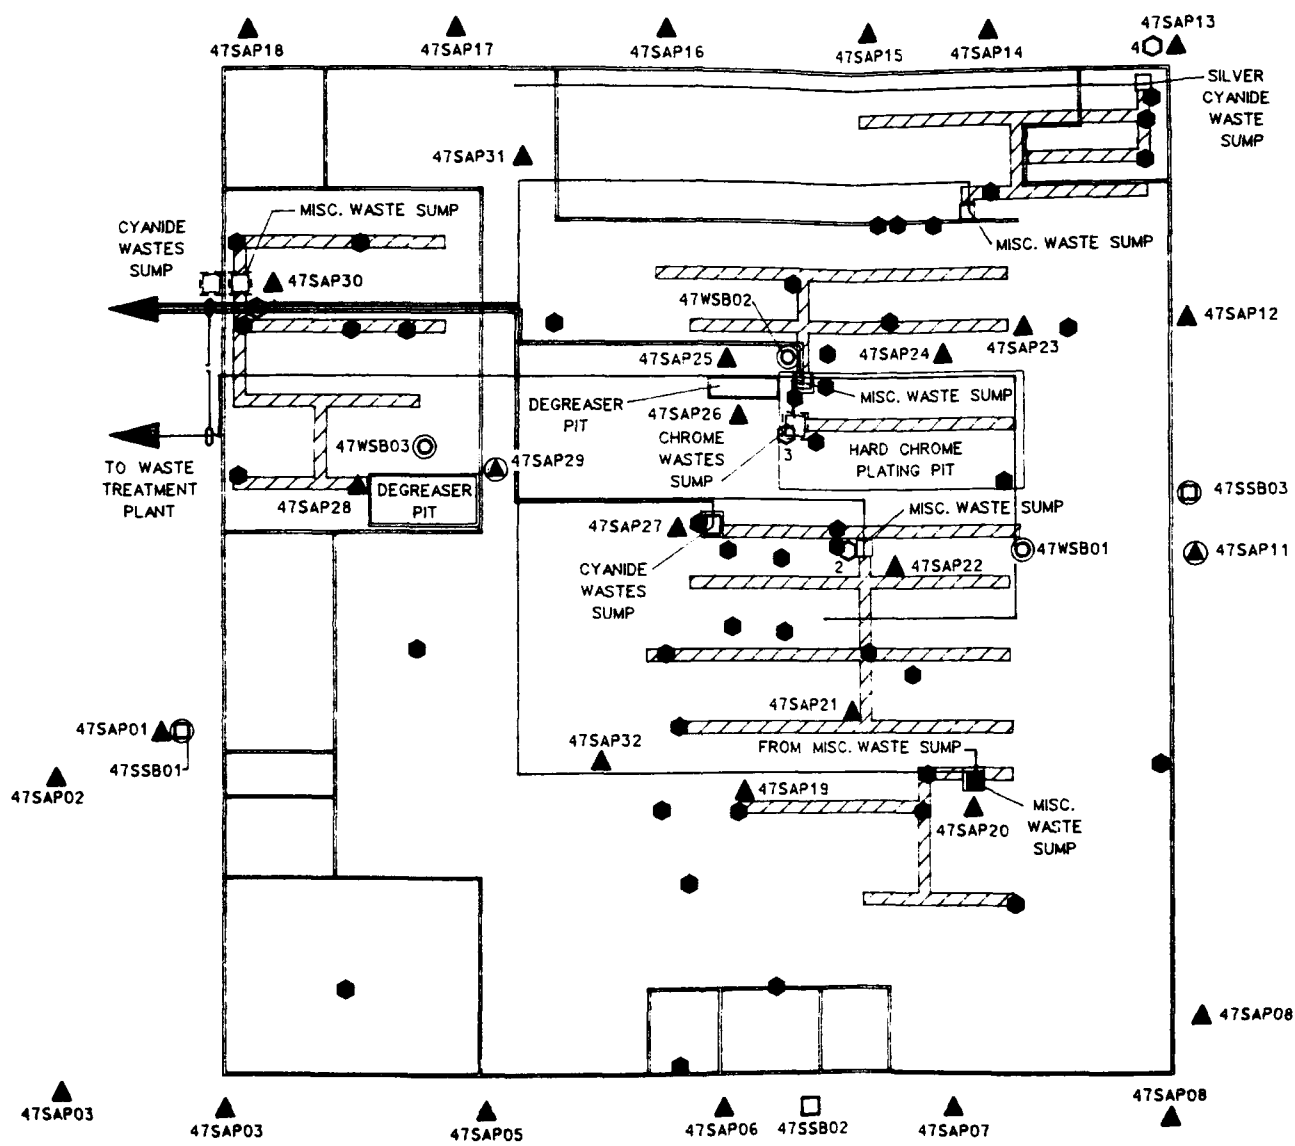 47SAP13
47SAP18
47SAP17
47SAP16
47SAP15
47SAP14
4
SILVER
CYANIDE
WASTE
SUMP
47SAP31
MISC. WASTE SUMP
CYANIDE
WASTES
SUMP
MISC. WASTE SUMP
47SAP30
47WSB02
47SAP12
47SAP25
47SAP24
47SAP23
DEGREASER
PIT
47SAP26
MISC. WASTE SUMP
CHROME
WASTES
SUMP
3
HARD CHROME
PLATING PIT
47WSB03
47SAP29
TO WASTE
TREATMENT
PLANT
47SAP28
DEGREASER
PIT
47SSB03
MISC. WASTE SUMP
47SAP27
47WSB01
47SAP11
2
47SAP22
CYANIDE
WASTES
SUMP
47SAP21
47SAP01
47SAP32
FROM MISC. WASTE SUMP
47SSB01
47SAP02
47SAP19
MISC.
WASTE
SUMP
47SAP20
47SAP08
47SAP08
47SAP03
47SAP03
47SAP05
47SAP06
47SSB02
47SAP07